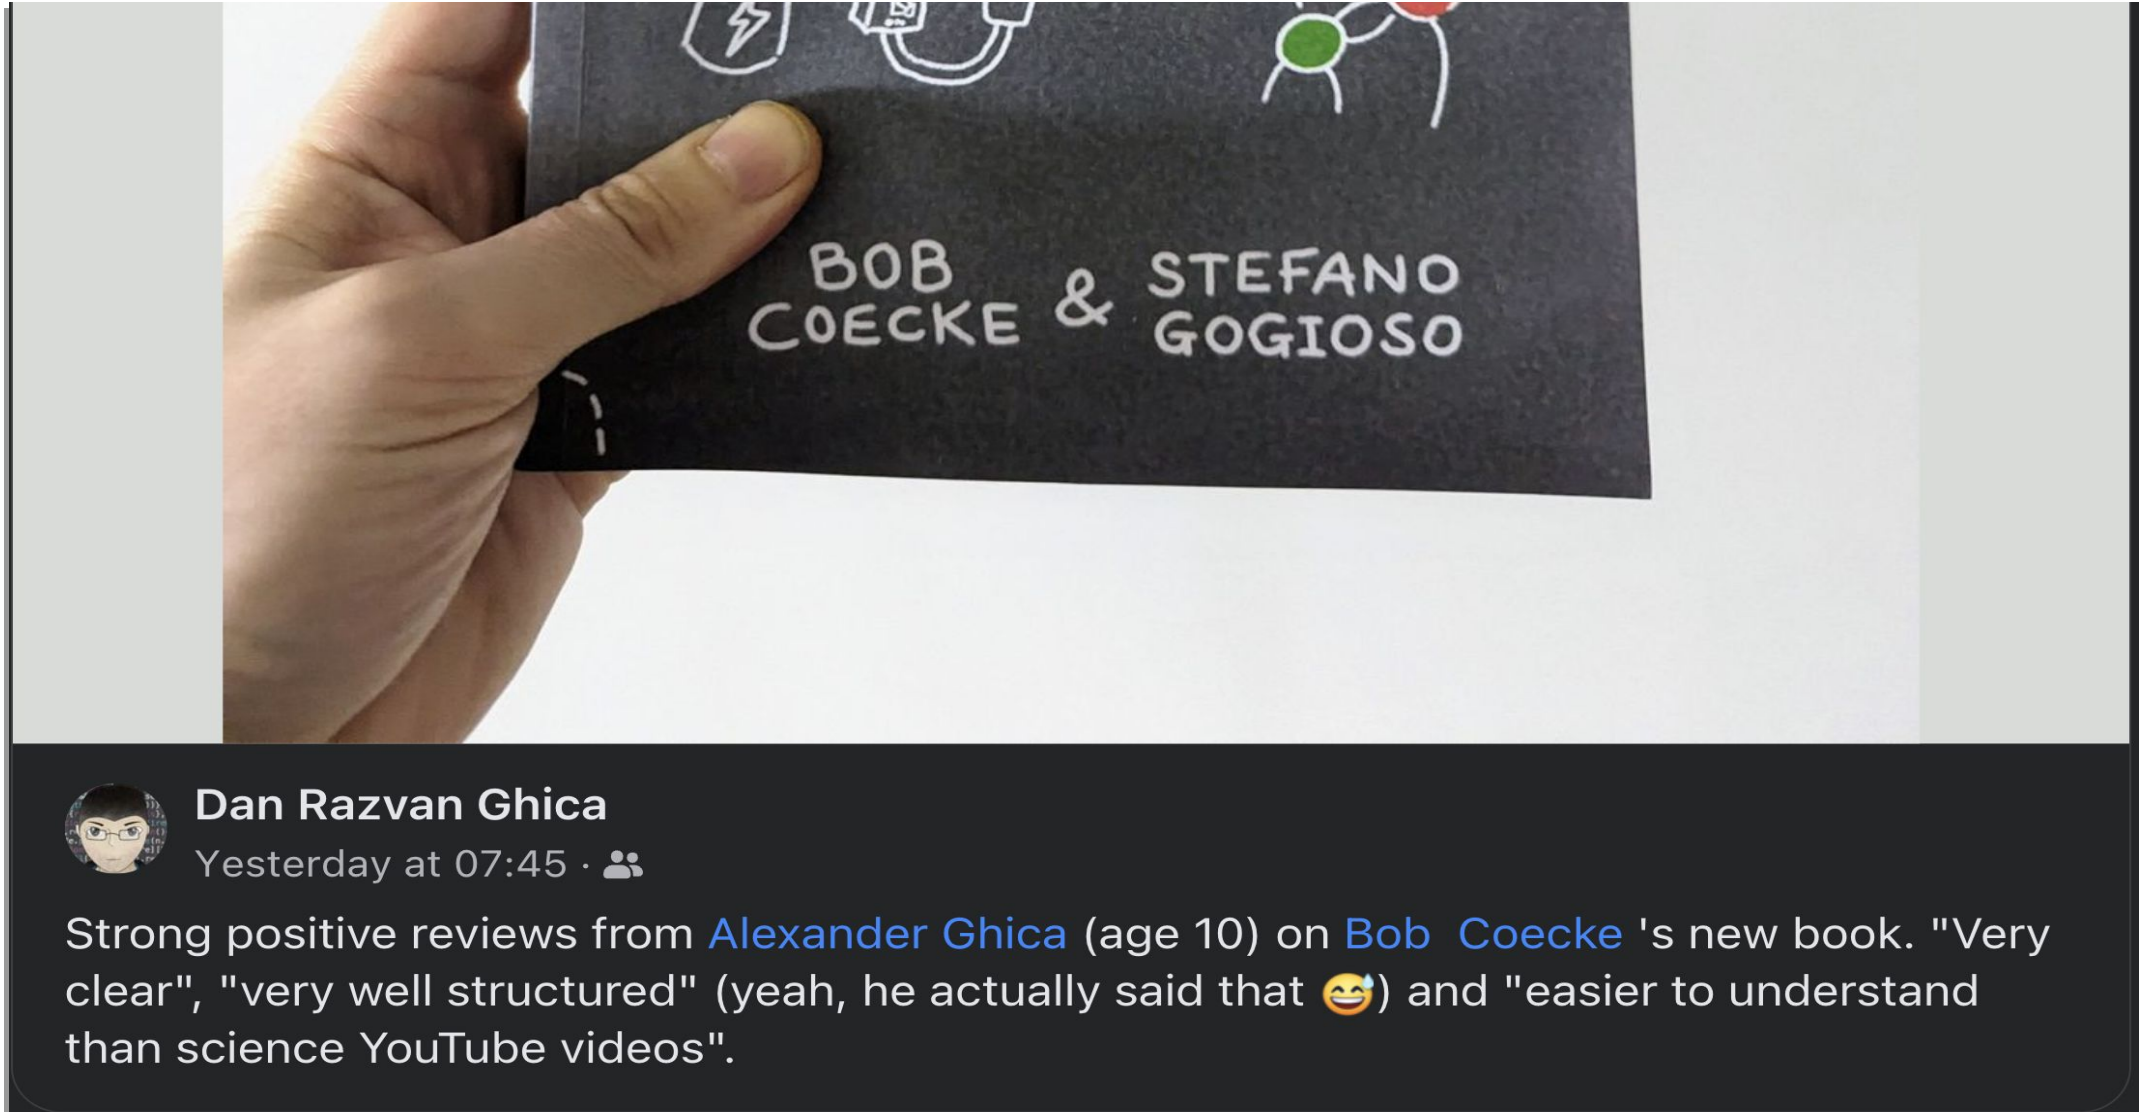 BOB
COECKE
&
STEFANO
GOGIOSO
Dan Razvan Ghica
Yesterday at 07:45 ·
Strong positive reviews from Alexander Ghica (age 10) on Bob Coecke 's new book. "Very
clear", "very well structured" (yeah, he actually said that 😅) and "easier to understand
than science YouTube videos".